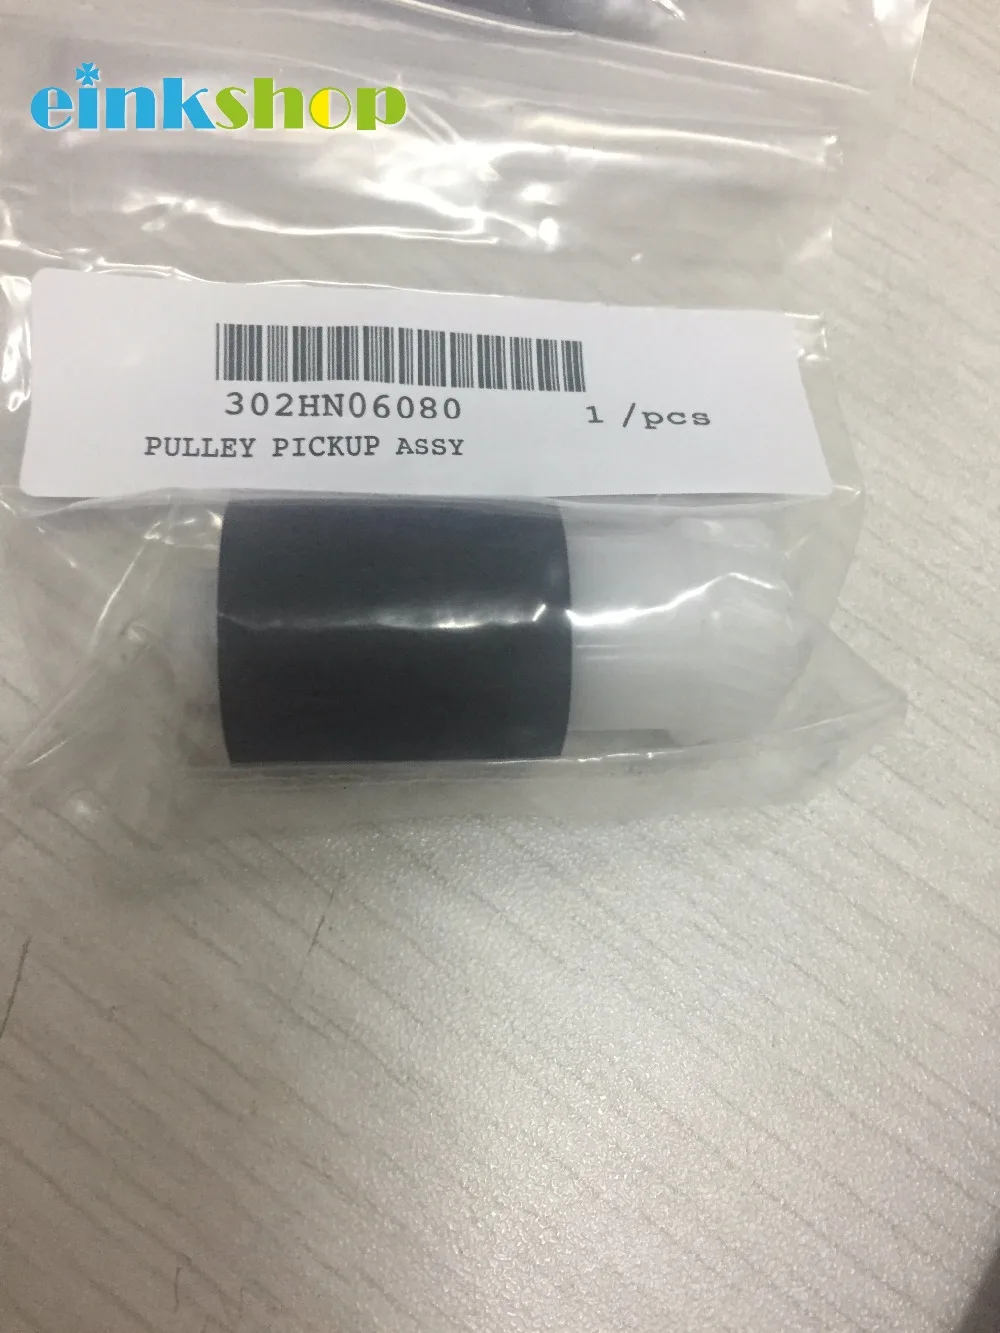 einkshop
302HN06080
1 /pcs
PULLEY PICKUP ASSY